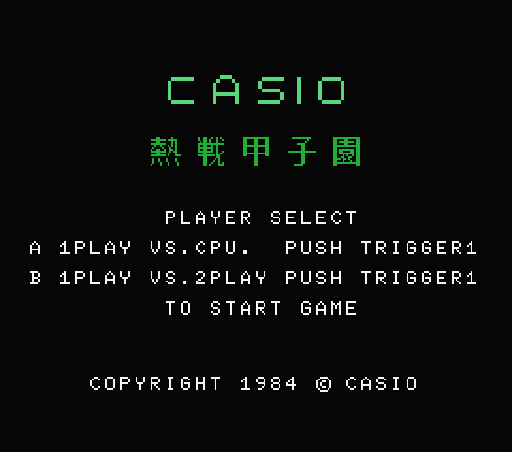 CASIO
熱戦甲子園
PLAYER SELECT
A 1PLAY VS.CPU. PUSH TRIGGER1
B 1PLAY VS.2PLAY PUSH TRIGGER1
TO START GAME
COPYRIGHT 1984 © CASIO